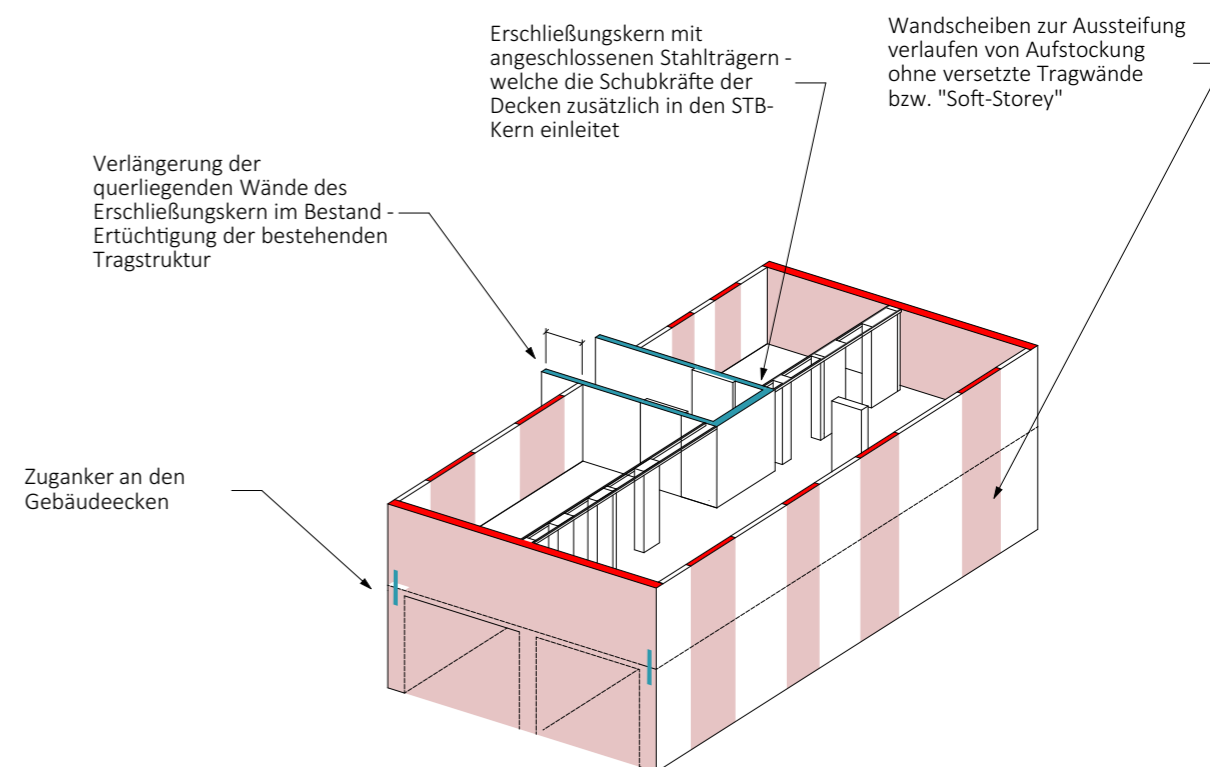 Erschließungskern mit
angeschlossenen Stahlträgern -
welche die Schubkräfte der
Decken zusätzlich in den STB-
Kern einleitet
Wandscheiben zur Aussteifung
verlaufen von Aufstockung
ohne versetzte Tragwände
bzw. "Soft-Storey"
Verlängerung der
querliegenden Wände des
Erschließungskern im Bestand -
Ertüchtigung der bestehenden
Tragstruktur
Zuganker an den
Gebäudeecken